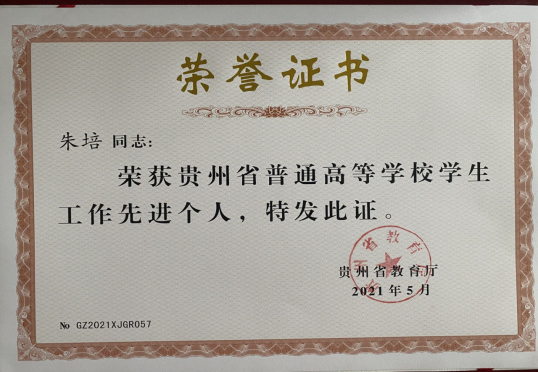 荣誉证书
朱培 同志：
荣获贵州省普通高等学校学生
工作先进个人，特发此证。
贵州省教育厅
2021年5月
No GZ2021XJGR057